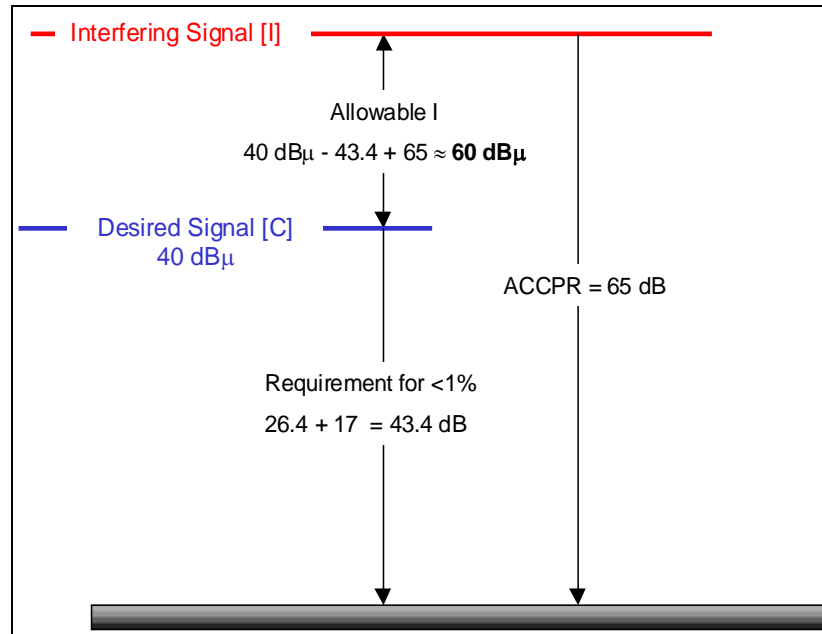 Interfering Signal [I]
Allowable I
40 dBμ - 43.4 + 65 ≈ 60 dBμ
Desired Signal [C]
40 dBμ
ACCPR = 65 dB
Requirement for <1%
26.4 + 17 = 43.4 dB